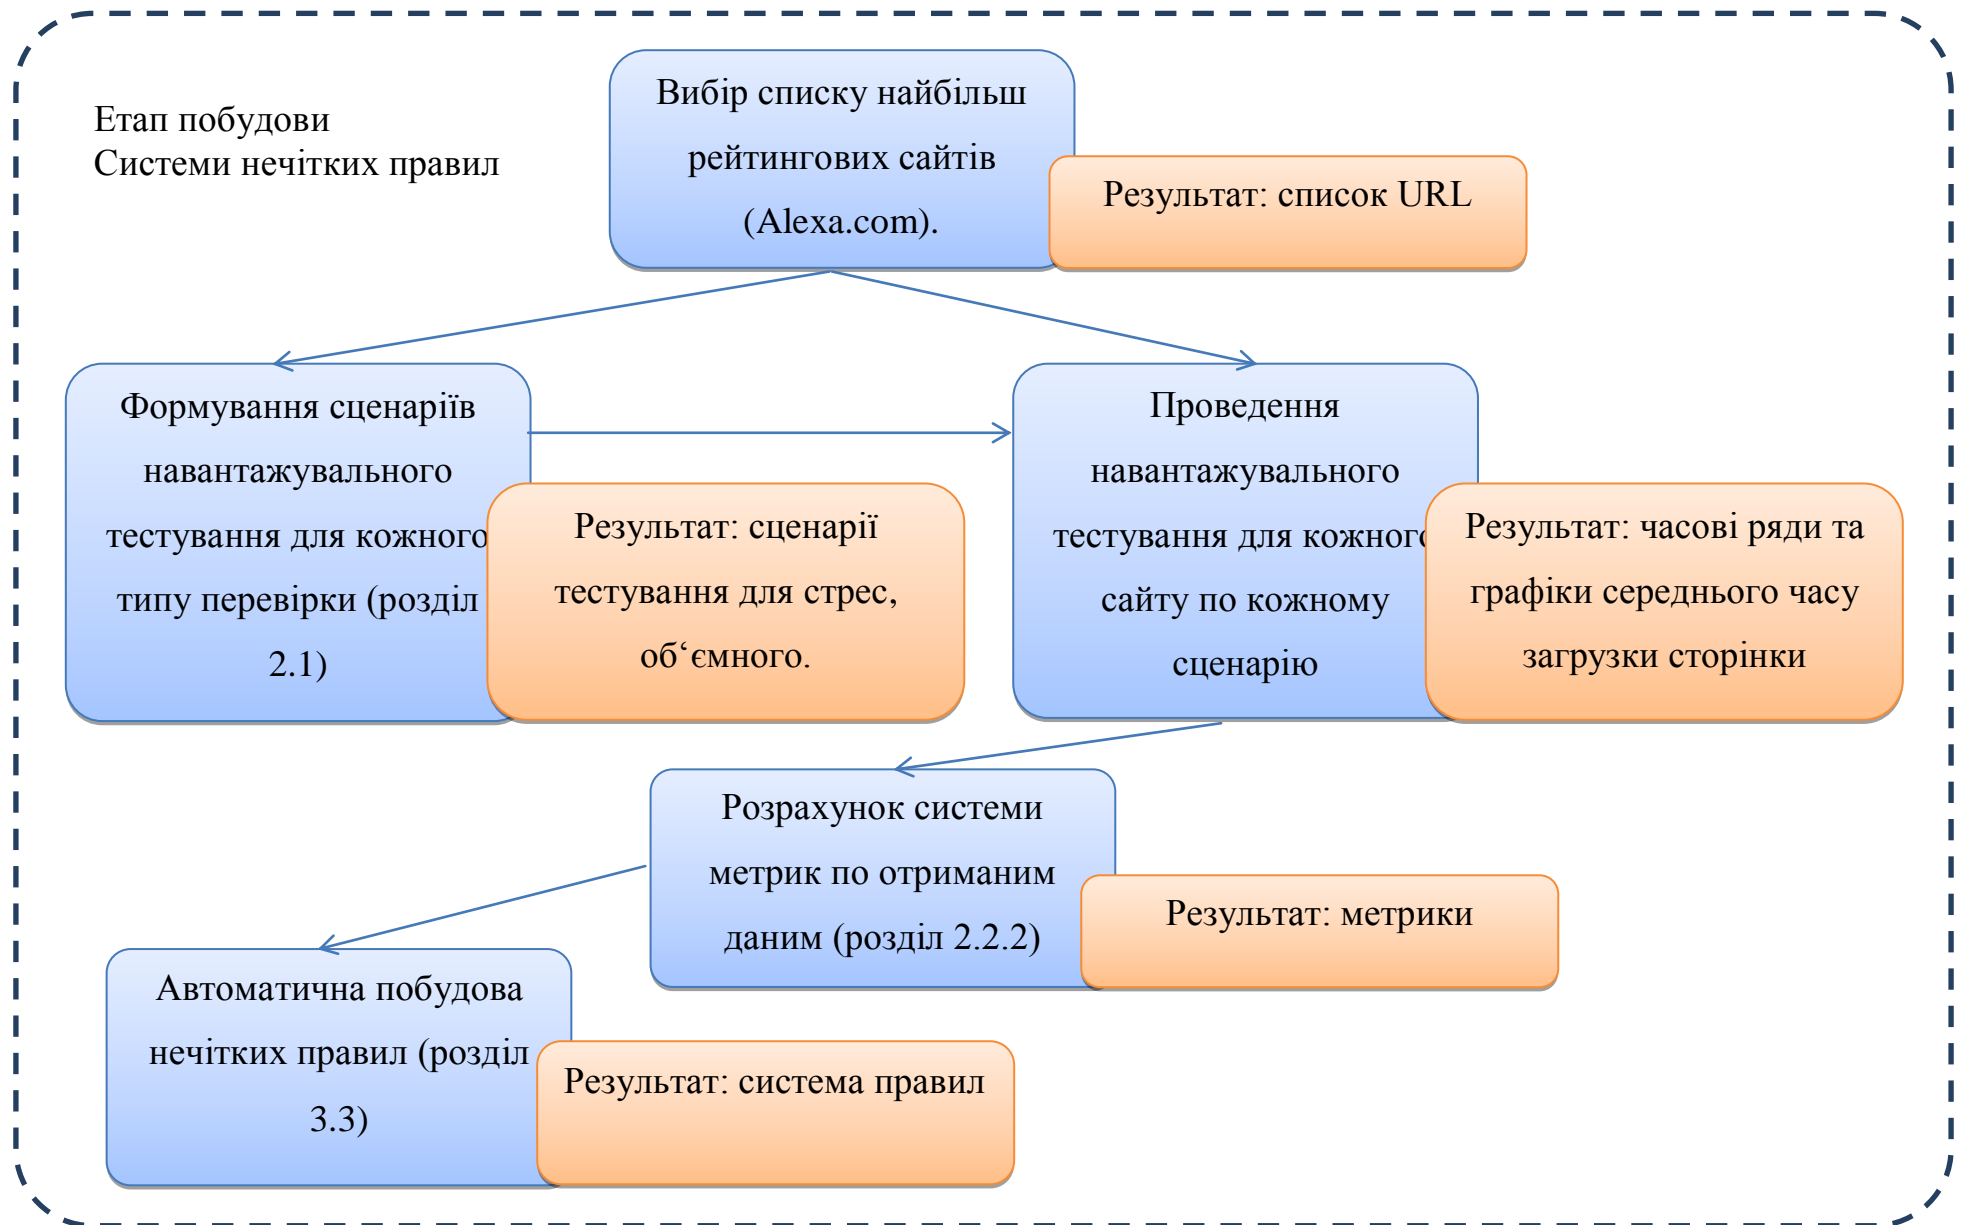 Етап побудови
Системи нечітких правил
Вибір списку найбільш
рейтингових сайтів
(Alexa.com).
Результат: список URL
Формування сценаріїв
навантажувального
тестування для кожного
типу перевірки (розділ
2.1)
Результат: сценарії
тестування для стрес,
об‘ємного.
Проведення
навантажувального
тестування для кожного
сайту по кожному
сценарію
Результат: часові ряди та
графіки середнього часу
загрузки сторінки
Розрахунок системи
метрик по отриманим
даним (розділ 2.2.2)
Результат: метрики
Автоматична побудова
нечітких правил (розділ
3.3)
Результат: система правил